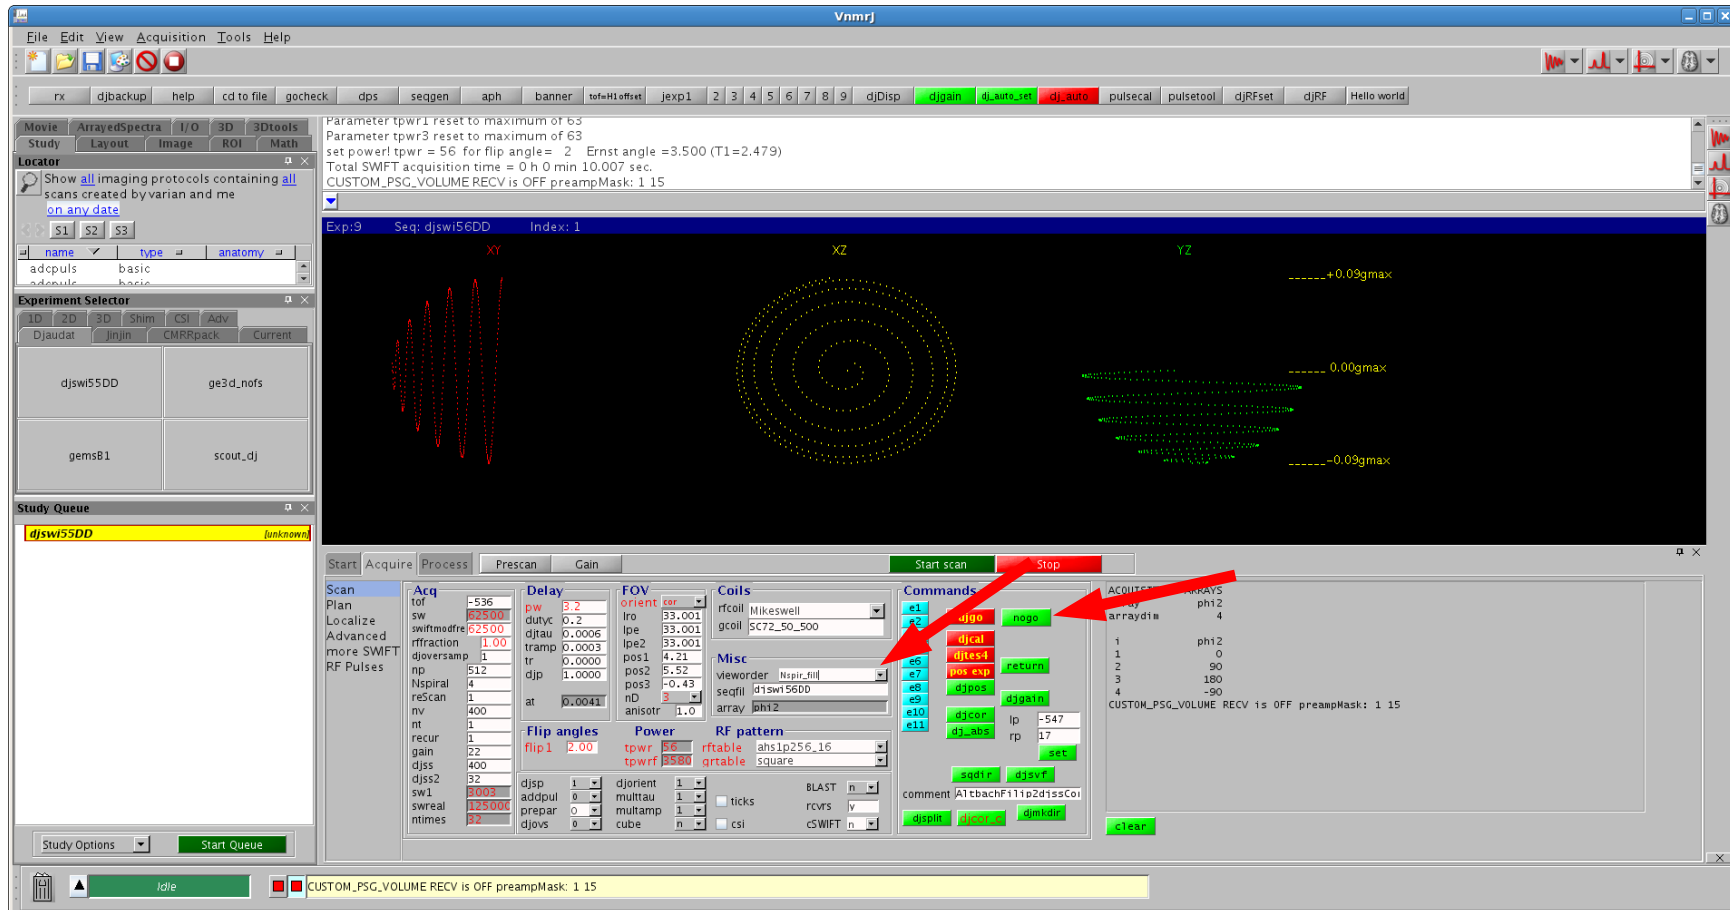 VnmrJ
File Edit View Acquisition Tools Help
rx djbackup help cd to file gocheck dps seqgen aph banner tof=H1offset jexp1 2 3 4 5 6 7 8 9 djDisp djgain dj_auto_set dj_auto pulsecal pulsetool djRFset djRF Hello world
Movie ArrayedSpectra I/O 3D 3Dtools
Study Layout Image ROI Math
Locator
Show all imaging protocols containing all
scans created by varian and me
on any date
S1 S2 S3
name type anatomy
adcpuls basic
adcpuls basic
Experiment Selector
1D 2D 3D Shim CSI Adv
Djaudat Jinjin CMRRpack Current
djswi55DD ge3d_nofs
gemsB1 scout_dj
Study Queue
djswi55DD [unknown]
Study Options Start Queue
Parameter tpwr1 reset to maximum of 63
Parameter tpwr3 reset to maximum of 63
set power! tpwr = 56 for flip angle= 2 Ernst angle =3.500 (T1=2.479)
Total SWIFT acquisition time = 0 h 0 min 10.007 sec.
CUSTOM_PSG_VOLUME RECV is OFF preampMask: 1 15
Exp:9 Seq: djswi56DD Index: 1
XY XZ YZ
+0.09gmax
0.00gmax
-0.09gmax
Start Acquire Process Prescan Gain Start scan Stop
Scan
Plan
Localize
Advanced
more SWIFT
RF Pulses
Acq
tof -536
sw 62500
swiftmodfre 62500
rffraction 1.00
djoversamp 1
np 512
Nspiral 4
reScan 1
nv 400
nt 1
recur 1
gain 22
djss 400
djss2 32
sw1 3003
swreal 125000
ntimes 32
Delay
pw 3.2
dutyc 0.2
djtau 0.0006
tramp 0.0003
tr 0.0000
djp 1.0000
at 0.0041
FOV
orient cor
lro 33.001
lpe 33.001
lpe2 33.001
pos1 4.21
pos2 5.52
pos3 -0.43
nD 3
anisotr 1.0
Coils
rfcoil Mikeswell
gcoil SC72_50_500
Misc
vieworder Nspir_fill
seqfil djswi56DD
array phi2
Flip angles
flip1 2.00
Power
tpwr 56
tpwrf 3580
RF pattern
rftable ahs1p256_16
grtable square
djsp 1
addpul 0
prepar 0
djovs 0
djorient 1
multtau 1
multamp 1
cube n
ticks
csi
BLAST n
rcvrs y
cSWIFT n
Commands
e1
e2
e6
e7
e8
e9
e10
e11
djgo nogo
djcal
djtes4
pos exp return
djpos
djgain
djcor
dj_abs
lp -547
rp 17
set
sqdir djsvf
comment AltbachFilip2djssCor
djsplit djcor_c djmkdir
phi2
arraydim 4
i phi2
1 0
2 90
3 180
4 -90
CUSTOM_PSG_VOLUME RECV is OFF preampMask: 1 15
clear
Idle
CUSTOM_PSG_VOLUME RECV is OFF preampMask: 1 15